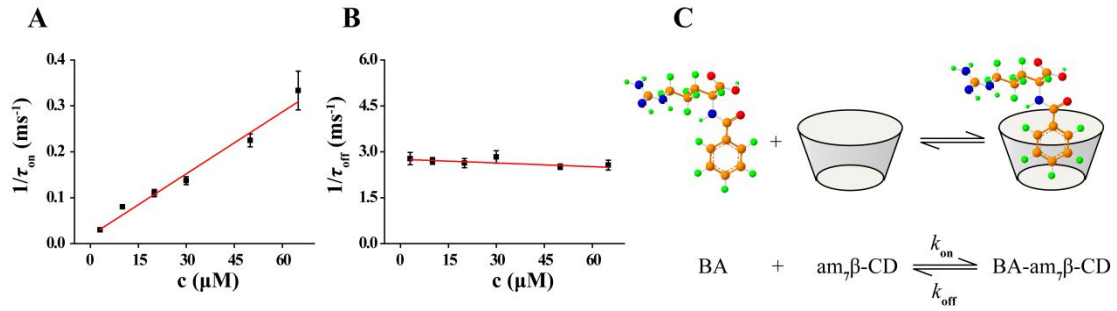 A
B
C
0.4
0.3
0.2
0.1
0.0
1/τon (ms-1)
0 15 30 45 60
c (μM)
6.0
4.5
3.0
1.5
0.0
1/τoff (ms-1)
0 15 30 45 60
c (μM)
+
BA + am7β-CD kon koff BA-am7β-CD